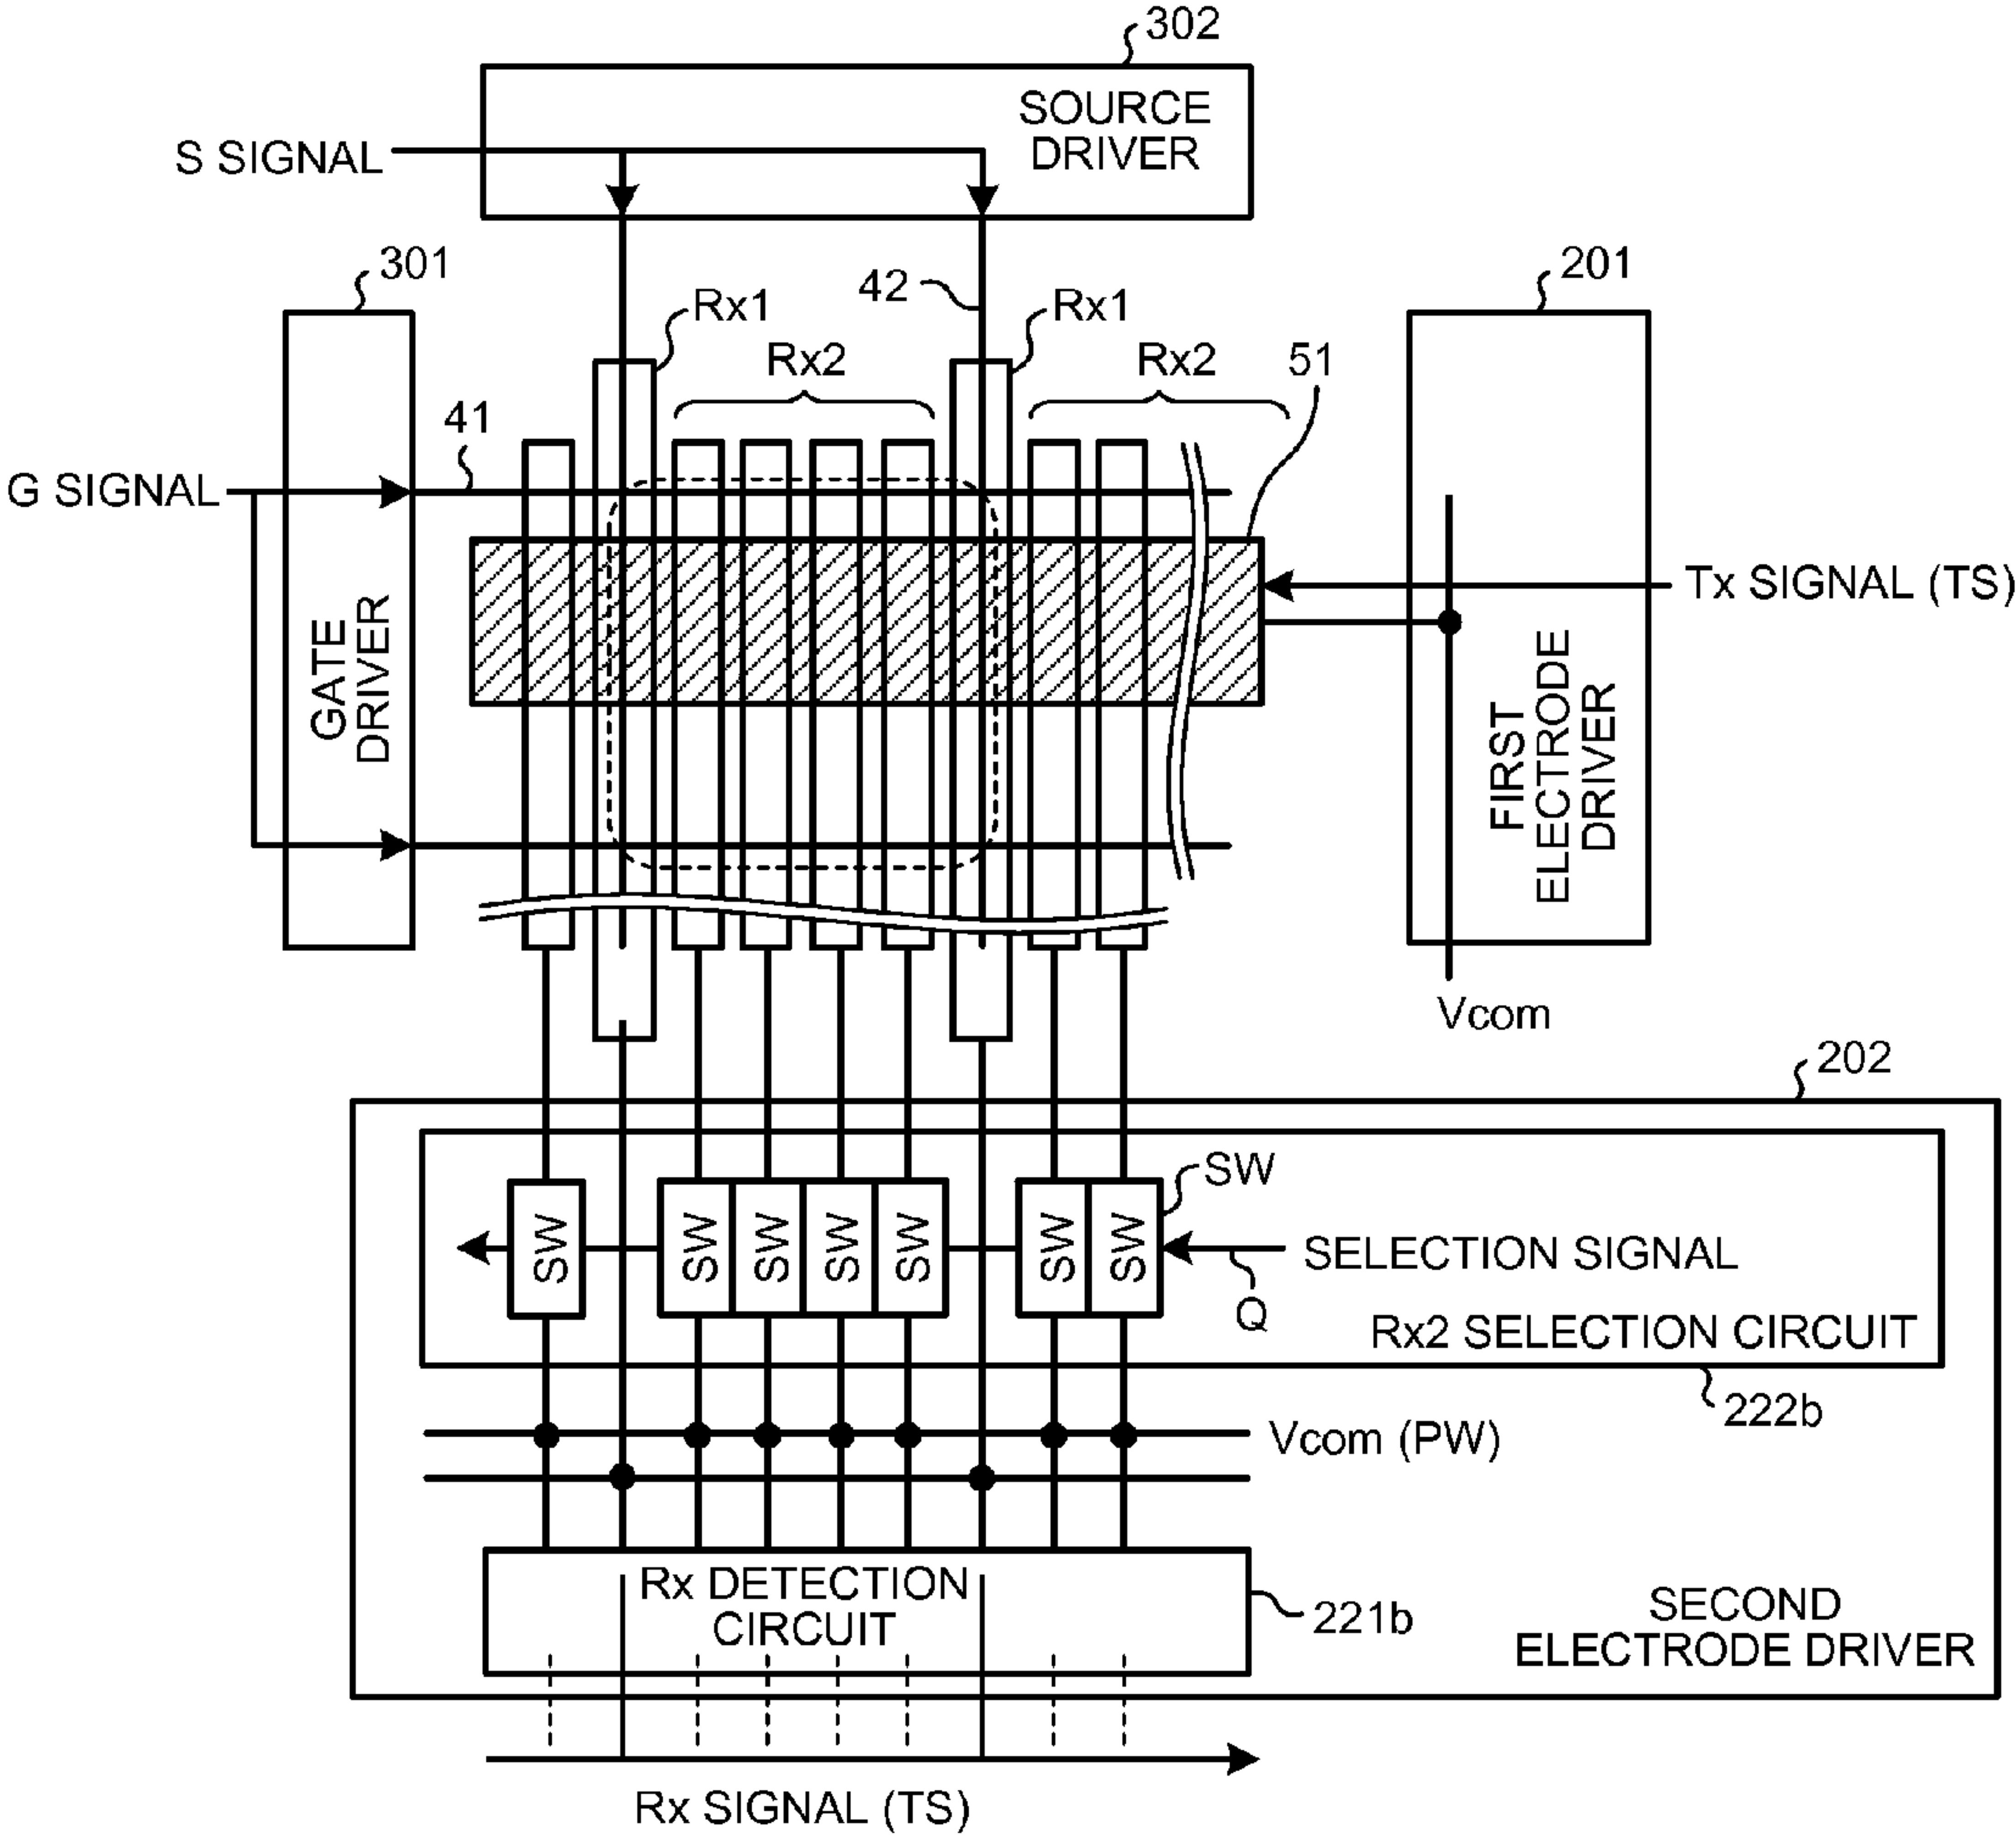 302
SOURCE
DRIVER
S SIGNAL
301
Rx1
42
Rx1
201
Rx2
Rx2
51
41
G SIGNAL
Tx SIGNAL (TS)
GATE
DRIVER
FIRST
ELECTRODE
DRIVER
Vcom
202
SW
SW
SW
SW
SW
SW
SW
SW
SELECTION SIGNAL
Q
Rx2 SELECTION CIRCUIT
222b
Vcom (PW)
Rx DETECTION
CIRCUIT
221b
SECOND
ELECTRODE DRIVER
Rx SIGNAL (TS)